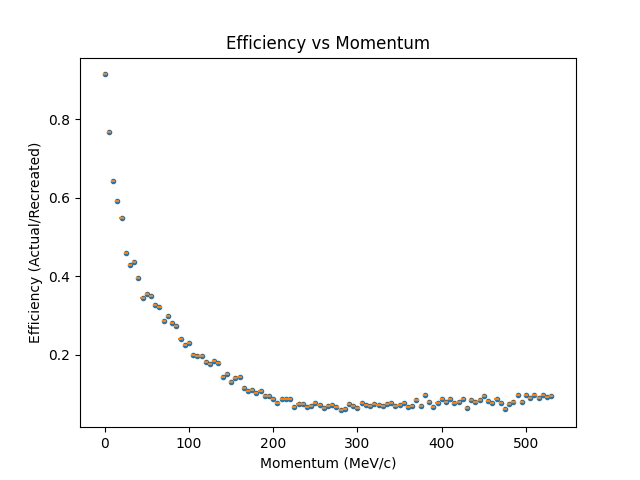 Efficiency vs Momentum
Efficiency (Actual/Recreated)
0.8
0.6
0.4
0.2
0 100 200 300 400 500
Momentum (MeV/c)